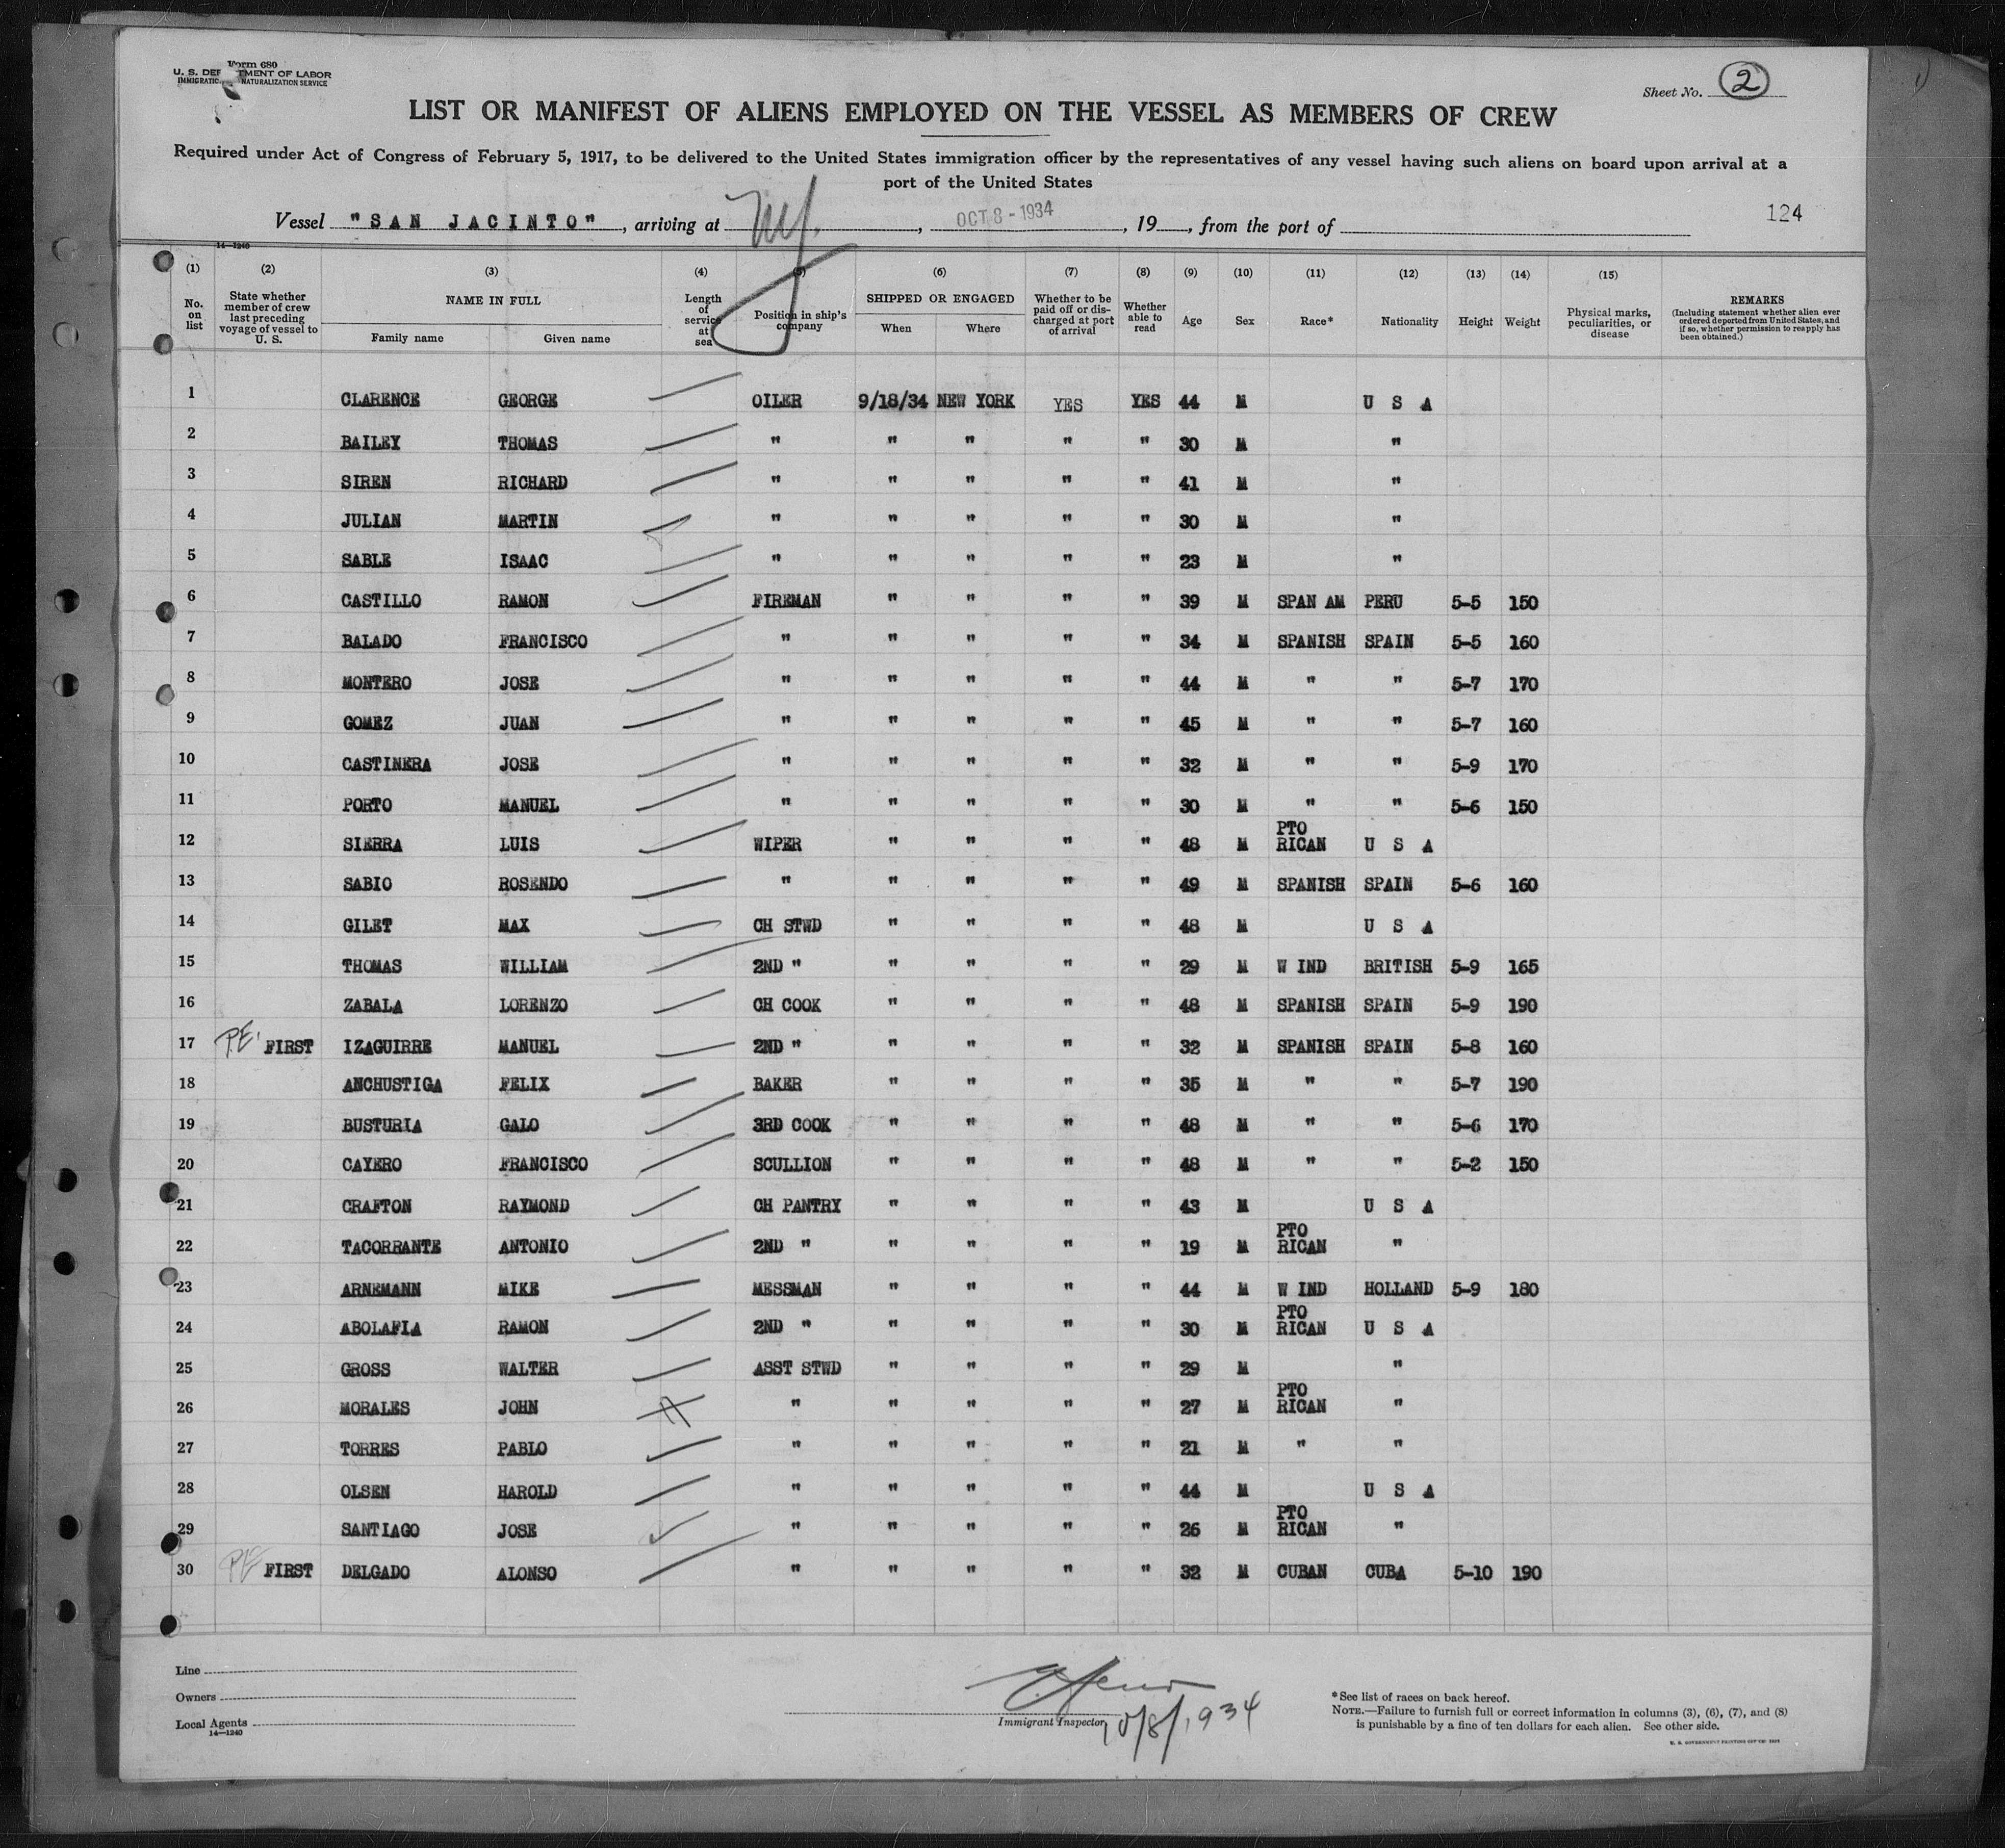 Form 680
U. S. DEP TMENT OF LABOR
IMMIGRATIO NATURALIZATION SERVICE
Sheet No. 2
LIST OR MANIFEST OF ALIENS EMPLOYED ON THE VESSEL AS MEMBERS OF CREW
Required under Act of Congress of February 5, 1917, to be delivered to the United States immigration officer by the representatives of any vessel having such aliens on board upon arrival at a
port of the United States
124
Vessel "SAN JACINTO", arriving at NY., OCT 8 - 1934, 19, from the port of
14—1240
(1) (2) (3) (4) (5) (6) (7) (8) (9) (10) (11) (12) (13) (14) (15)
No. on list State whether member of crew last preceding voyage of vessel to U. S. NAME IN FULL Family name Given name Length of service at sea Position in ship's company SHIPPED OR ENGAGED When Where Whether to be paid off or discharged at port of arrival Whether able to read Age Sex Race* Nationality Height Weight Physical marks, peculiarities, or disease REMARKS (Including statement whether alien ever ordered deported from United States, and if so, whether permission to reapply has been obtained.)
1 CLARENCE GEORGE OILER 9/18/34 NEW YORK YES YES 44 M U S A
2 BAILEY THOMAS " " " " " 30 M "
3 SIREN RICHARD " " " " " 41 M "
4 JULIAN MARTIN " " " " " 30 M "
5 SABLE ISAAC " " " " " 23 M "
6 CASTILLO RAMON FIREMAN " " " " 39 M SPAN AM PERU 5-5 150
7 BALADO FRANCISCO " " " " " 34 M SPANISH SPAIN 5-5 160
8 MONTERO JOSE " " " " " 44 M " " 5-7 170
9 GOMEZ JUAN " " " " " 45 M " " 5-7 160
10 CASTINERA JOSE " " " " " 32 M " " 5-9 170
11 PORTO MANUEL " " " " " 30 M " " 5-6 150
12 SIERRA LUIS WIPER " " " " 48 M PTO RICAN U S A
13 SABIO ROSENDO " " " " " 49 M SPANISH SPAIN 5-6 160
14 GILET MAX CH STWD " " " " 48 M U S A
15 THOMAS WILLIAM 2ND " " " " " 29 M W IND BRITISH 5-9 165
16 ZABALA LORENZO CH COOK " " " " 48 M SPANISH SPAIN 5-9 190
17 P.E. FIRST IZAGUIRRE MANUEL 2ND " " " " " 32 M SPANISH SPAIN 5-8 160
18 ANCHUSTIGA FELIX BAKER " " " " 35 M " " 5-7 190
19 BUSTURIA GALO 3RD COOK " " " " 48 M " " 5-6 170
20 CAYERO FRANCISCO SCULLION " " " " 48 M " " 5-2 150
21 CRAFTON RAYMOND CH PANTRY " " " " 43 M U S A
22 TACORRANTE ANTONIO 2ND " " " " " 19 M PTO RICAN "
23 ARNEMANN MIKE MESSMAN " " " " 44 M W IND HOLLAND 5-9 180
24 ABOLAFIA RAMON 2ND " " " " " 30 M PTO RICAN U S A
25 GROSS WALTER ASST STWD " " " " 29 M "
26 MORALES JOHN " " " " " 27 M PTO RICAN "
27 TORRES PABLO " " " " " 21 M " "
28 OLSEN HAROLD " " " " " 44 M U S A
29 SANTIAGO JOSE " " " " " 26 M PTO RICAN "
30 PE FIRST DELGADO ALONSO " " " " " 32 M CUBAN CUBA 5-10 190
Line
Owners
Local Agents
14—1240
Immigrant Inspector
10/8/1934
*See list of races on back hereof.
NOTE.—Failure to furnish full or correct information in columns (3), (6), (7), and (8)
is punishable by a fine of ten dollars for each alien. See other side.